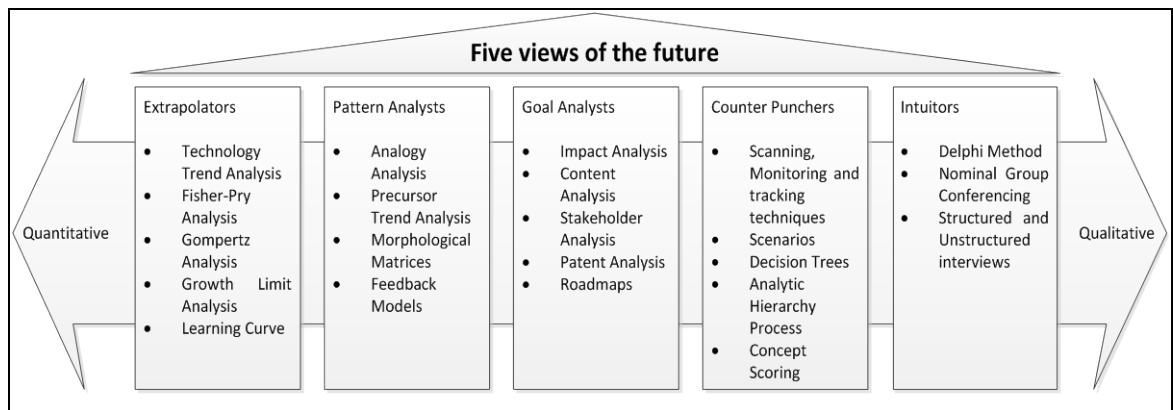 Five views of the future
Quantitative
Extrapolators
• Technology
Trend Analysis
• Fisher-Pry
Analysis
• Gompertz
Analysis
• Growth Limit
Analysis
• Learning Curve
Pattern Analysts
• Analogy
Analysis
• Precursor
Trend Analysis
• Morphological
Matrices
• Feedback
Models
Goal Analysts
• Impact Analysis
• Content
Analysis
• Stakeholder
Analysis
• Patent Analysis
• Roadmaps
Counter Punchers
• Scanning,
Monitoring and
tracking
techniques
• Scenarios
• Decision Trees
• Analytic
Hierarchy
Process
• Concept
Scoring
Intuitors
• Delphi Method
• Nominal Group
Conferencing
• Structured and
Unstructured
interviews
Qualitative